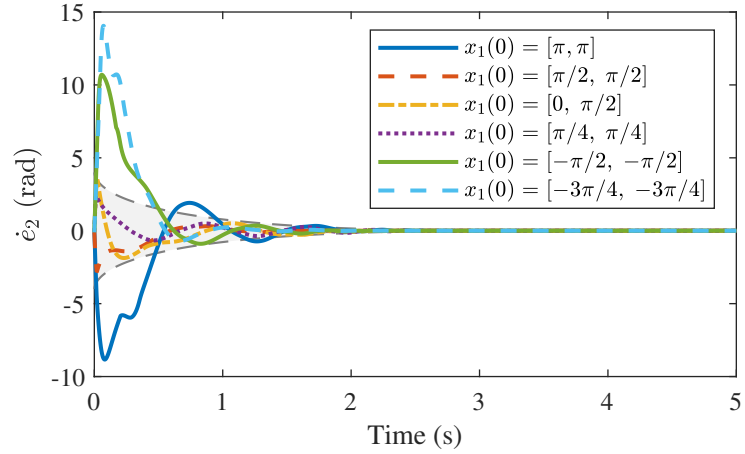 15
10
5
0
-5
-10
ė₂ (rad)
x₁(0) = [π, π]
x₁(0) = [π/2, π/2]
x₁(0) = [0, π/2]
x₁(0) = [π/4, π/4]
x₁(0) = [−π/2, −π/2]
x₁(0) = [−3π/4, −3π/4]
0 1 2 3 4 5
Time (s)